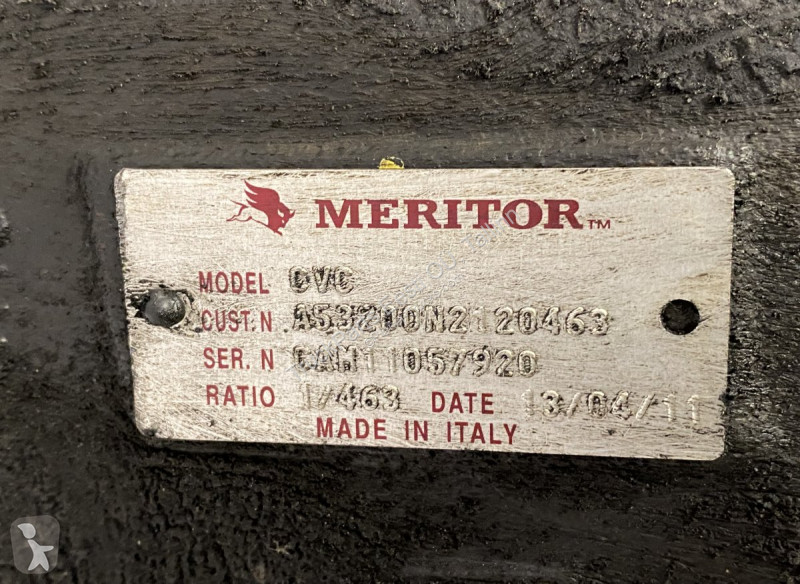 MERITOR™
MODEL CVC
CUST.N A53200N2120463
SER. N CAM11057920
RATIO 1/463 DATE 13/04/11
MADE IN ITALY